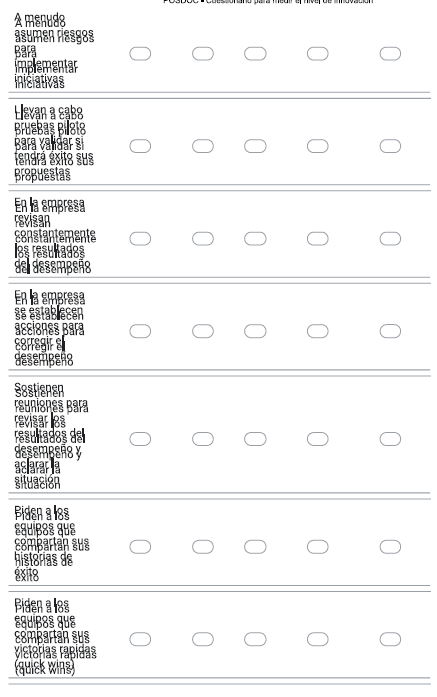 POSDOC • Cuestionario para medir el nivel de innovación
A menudo
asumen riesgos
para
implementar
iniciativas
Llevan a cabo
pruebas piloto
para validar si
tendrá éxito sus
propuestas
En la empresa
revisan
constantemente
los resultados
del desempeño
En la empresa
se establecen
acciones para
corregir el
desempeño
Sostienen
reuniones para
revisar los
resultados del
desempeño y
aclarar la
situación
Piden a los
equipos que
compartan sus
historias de
éxito
Piden a los
equipos que
compartan sus
victorias rapidas
(quick wins)